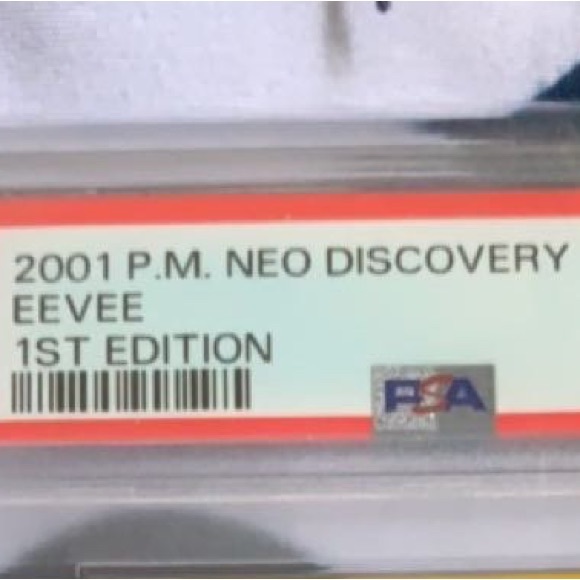 2001 P.M. NEO DISCOVERY
EEVEE
1ST EDITION
PSA